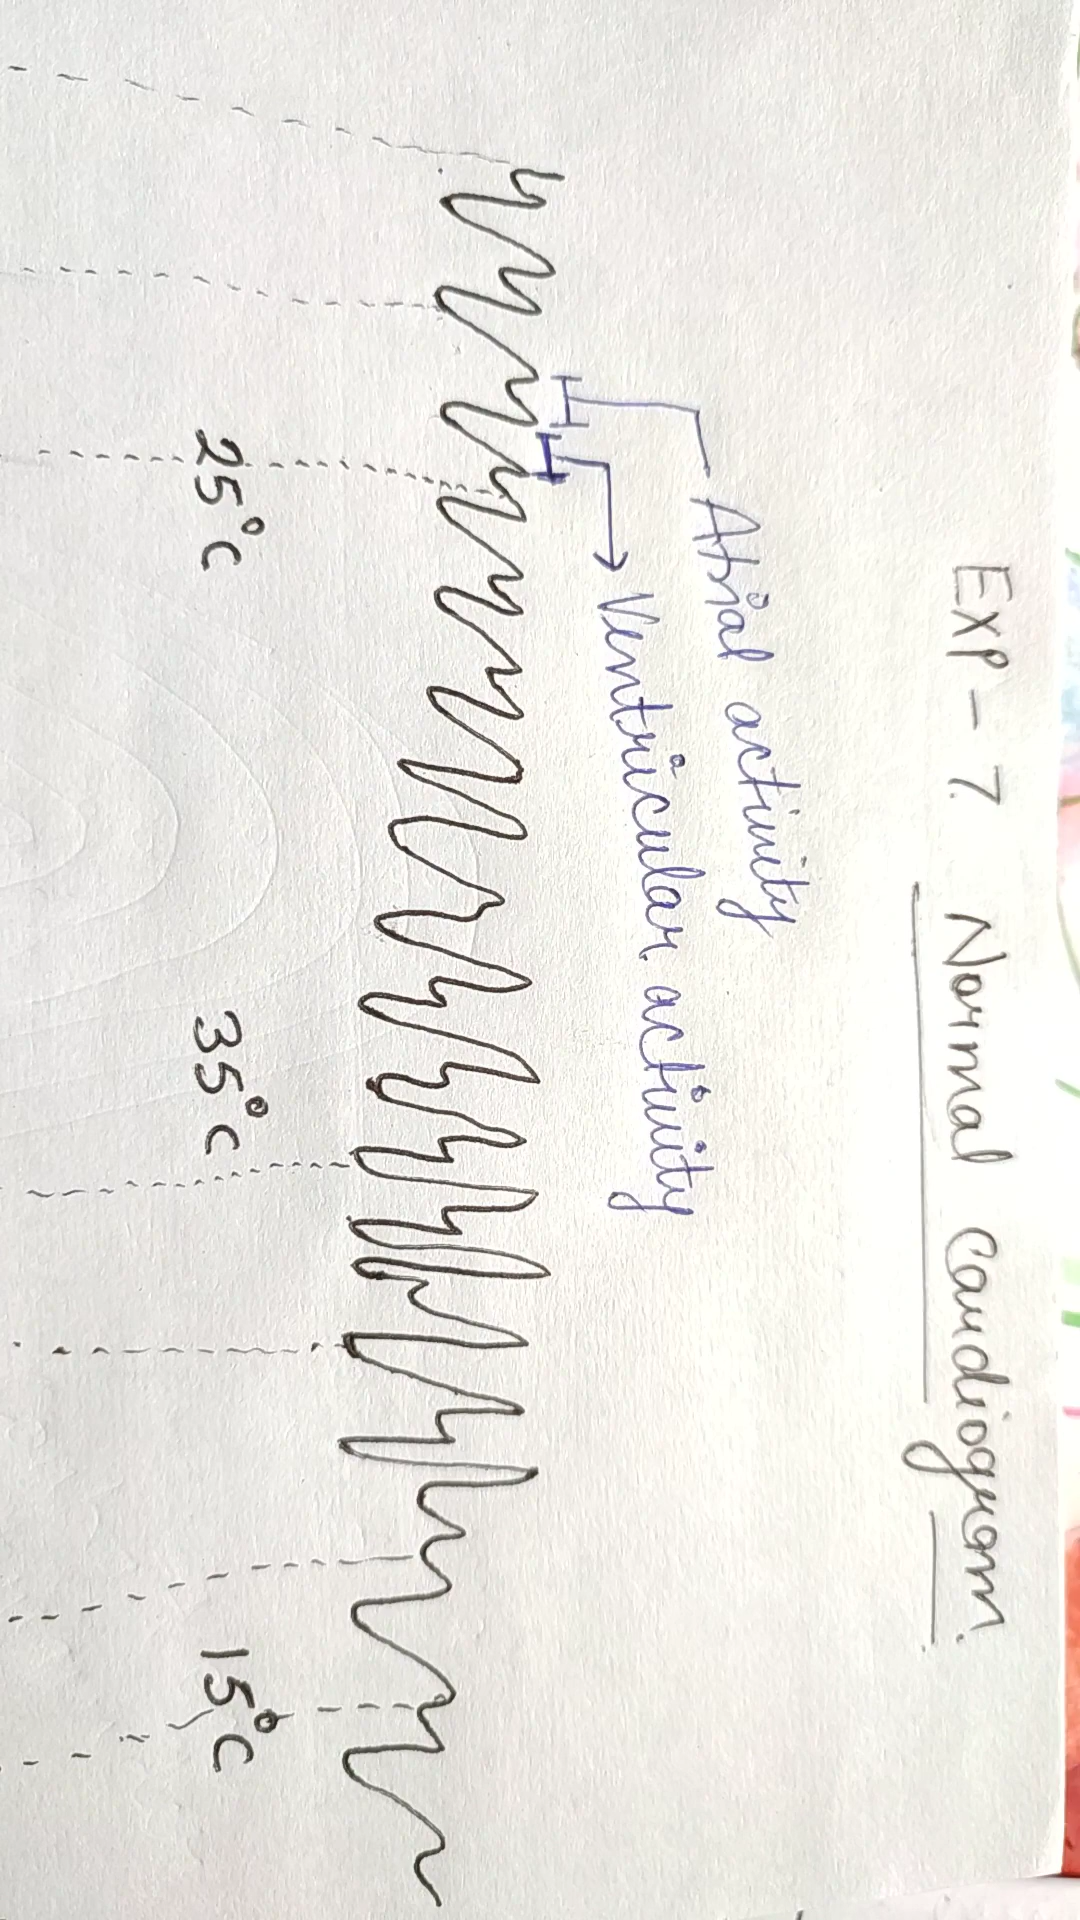 EXP-7. Normal Cardiogram.
Atrial activity
Ventricular activity
25°C
35°C
15°C